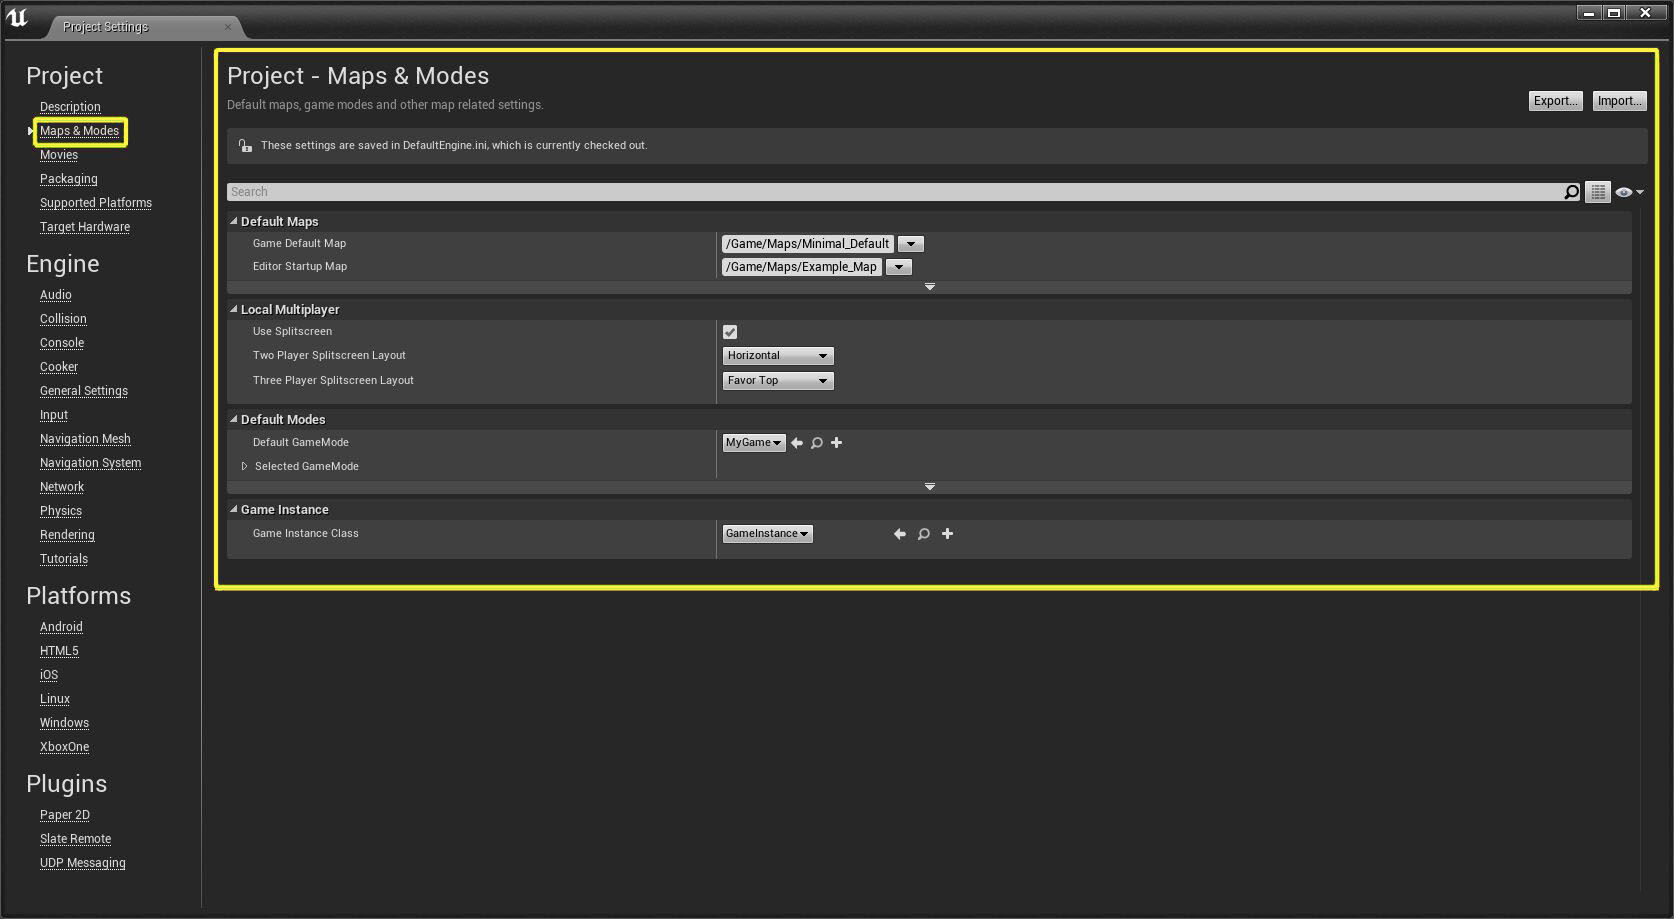 Project Settings
Project
Description
Maps & Modes
Movies
Packaging
Supported Platforms
Target Hardware
Engine
Audio
Collision
Console
Cooker
General Settings
Input
Navigation Mesh
Navigation System
Network
Physics
Rendering
Tutorials
Platforms
Android
HTML5
iOS
Linux
Windows
XboxOne
Plugins
Paper 2D
Slate Remote
UDP Messaging
Project - Maps & Modes
Default maps, game modes and other map related settings.
Export... Import...
These settings are saved in DefaultEngine.ini, which is currently checked out.
Search
Default Maps
Game Default Map /Game/Maps/Minimal_Default
Editor Startup Map /Game/Maps/Example_Map
Local Multiplayer
Use Splitscreen
Two Player Splitscreen Layout Horizontal
Three Player Splitscreen Layout Favor Top
Default Modes
Default GameMode MyGame
Selected GameMode
Game Instance
Game Instance Class GameInstance